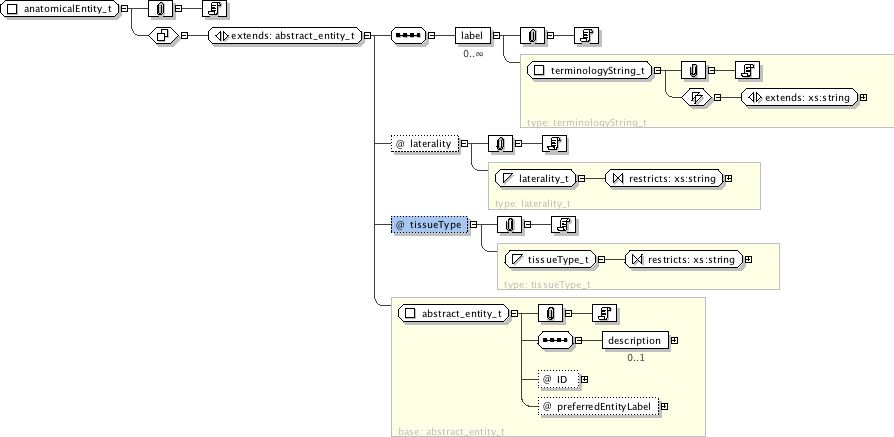 anatomicalEntity_t
extends: abstract_entity_t
label
0..∞
terminologyString_t
extends: xs:string
type: terminologyString_t
@ laterality
laterality_t
restricts: xs:string
type: laterality_t
@ tissueType
tissueType_t
restricts: xs:string
type: tissueType_t
abstract_entity_t
description
0..1
@ ID
@ preferredEntityLabel
base: abstract_entity_t